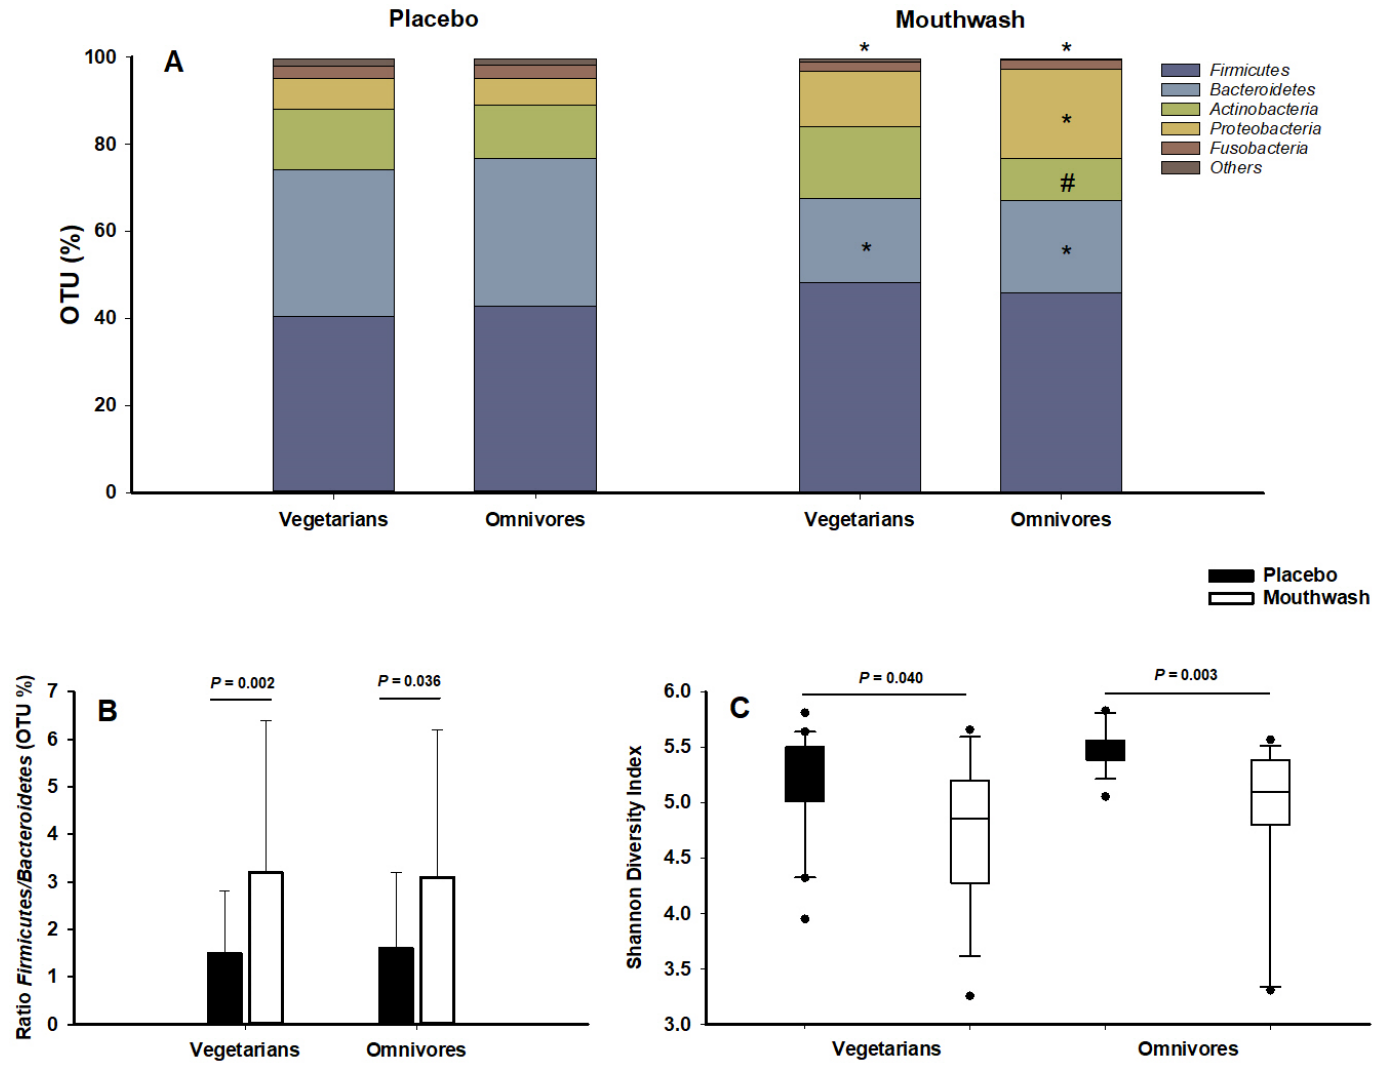 Placebo
Mouthwash
A
*
*
100
80
60
40
20
0
OTU (%)
*
*
#
*
Firmicutes
Bacteroidetes
Actinobacteria
Proteobacteria
Fusobacteria
Others
Vegetarians
Omnivores
Vegetarians
Omnivores
Placebo
Mouthwash
B
P = 0.002
P = 0.036
7
6
5
4
3
2
1
0
Ratio Firmicutes/Bacteroidetes (OTU %)
Vegetarians
Omnivores
C
P = 0.040
P = 0.003
6.0
5.5
5.0
4.5
4.0
3.5
3.0
Shannon Diversity Index
Vegetarians
Omnivores